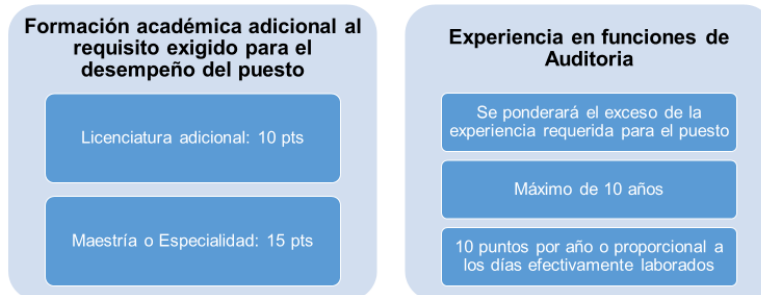 Formación académica adicional al
requisito exigido para el
desempeño del puesto
Licenciatura adicional: 10 pts
Maestría o Especialidad: 15 pts
Experiencia en funciones de
Auditoria
Se ponderará el exceso de la
experiencia requerida para el puesto
Máximo de 10 años
10 puntos por año o proporcional a
los días efectivamente laborados